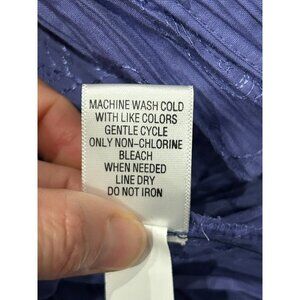 MACHINE WASH COLD
WITH LIKE COLORS
GENTLE CYCLE
ONLY NON-CHLORINE
BLEACH
WHEN NEEDED
LINE DRY
DO NOT IRON